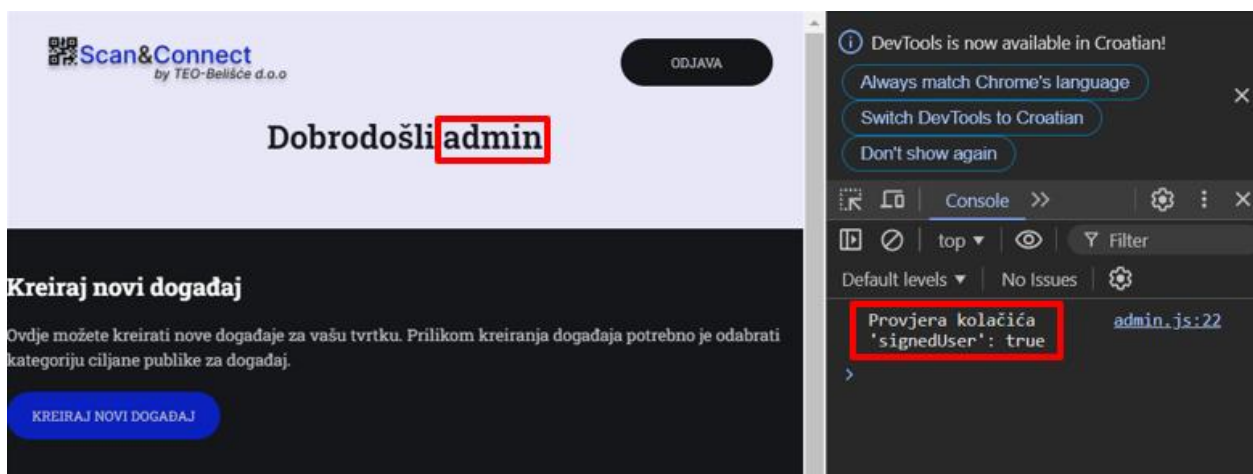 Scan&Connect
by TEO-Belišće d.o.o
ODJAVA
Dobrodošli admin
Kreiraj novi događaj
Ovdje možete kreirati nove događaje za vašu tvrtku. Prilikom kreiranja događaja potrebno je odabrati
kategoriju ciljane publike za događaj.
KREIRAJ NOVI DOGAĐAJ
DevTools is now available in Croatian!
Always match Chrome's language
Switch DevTools to Croatian
Don't show again
Console
top
Filter
Default levels
No Issues
Provjera kolačića admin.js:22
'signedUser': true